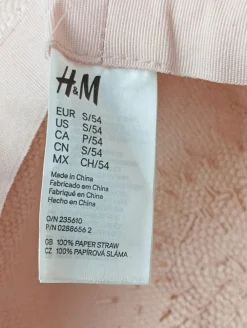 H&M
EUR S/54
US S/54
CA P/54
CN S/54
MX CH/54
Made in China
Fabricado em China
Fabriqué en China
Hecho en China
O/N 235610
P/N 0288656 2
GB 100% PAPER STRAW
CZ 100% PAPÍROVÁ SLÁMA